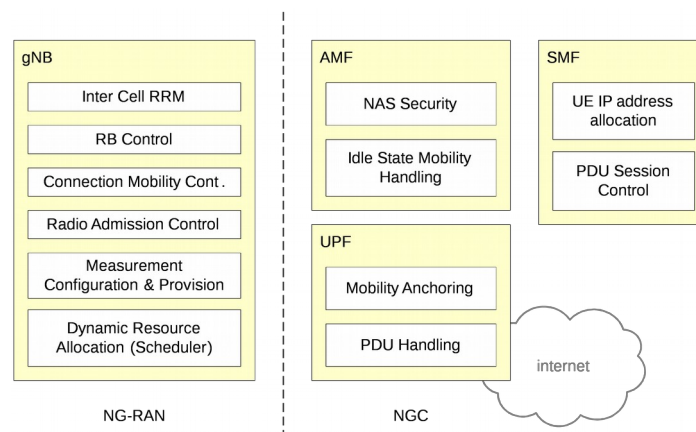 gNB
Inter Cell RRM
RB Control
Connection Mobility Cont.
Radio Admission Control
Measurement
Configuration & Provision
Dynamic Resource
Allocation (Scheduler)
NG-RAN
AMF
NAS Security
Idle State Mobility
Handling
UPF
Mobility Anchoring
PDU Handling
NGC
SMF
UE IP address
allocation
PDU Session
Control
internet